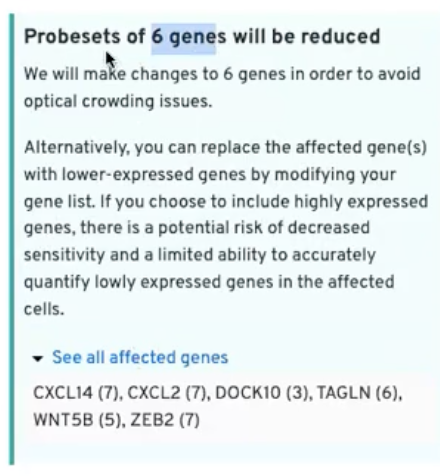 Probesets of 6 genes will be reduced
We will make changes to 6 genes in order to avoid
optical crowding issues.
Alternatively, you can replace the affected gene(s)
with lower-expressed genes by modifying your
gene list. If you choose to include highly expressed
genes, there is a potential risk of decreased
sensitivity and a limited ability to accurately
quantify lowly expressed genes in the affected
cells.
See all affected genes
CXCL14 (7), CXCL2 (7), DOCK10 (3), TAGLN (6),
WNT5B (5), ZEB2 (7)